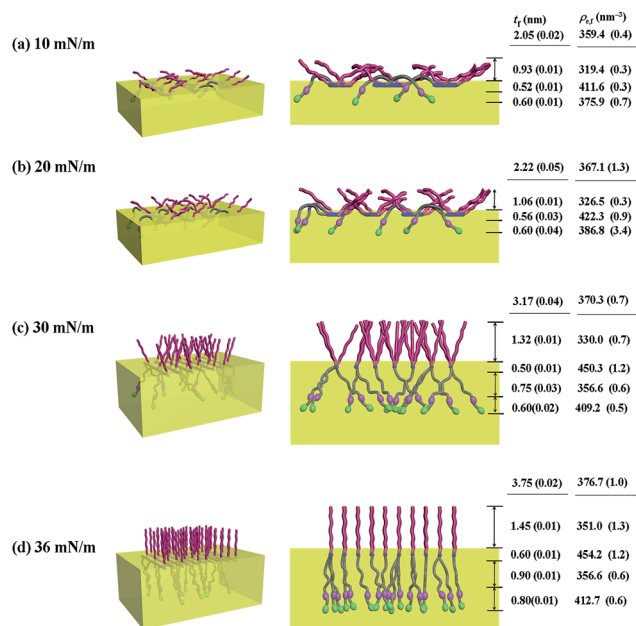 t_f (nm) ρ_e,f (nm⁻³)
2.05 (0.02) 359.4 (0.4)
(a) 10 mN/m
0.93 (0.01) 319.4 (0.3)
0.52 (0.01) 411.6 (0.3)
0.60 (0.01) 375.9 (0.7)
(b) 20 mN/m
2.22 (0.05) 367.1 (1.3)
1.06 (0.01) 326.5 (0.3)
0.56 (0.03) 422.3 (0.9)
0.60 (0.04) 386.8 (3.4)
3.17 (0.04) 370.3 (0.7)
(c) 30 mN/m
1.32 (0.01) 330.0 (0.7)
0.50 (0.01) 450.3 (1.2)
0.75 (0.03) 356.6 (0.6)
0.60(0.02) 409.2 (0.5)
3.75 (0.02) 376.7 (1.0)
1.45 (0.01) 351.0 (1.3)
(d) 36 mN/m
0.60 (0.01) 454.2 (1.2)
0.90 (0.01) 356.6 (0.6)
0.80(0.01) 412.7 (0.6)